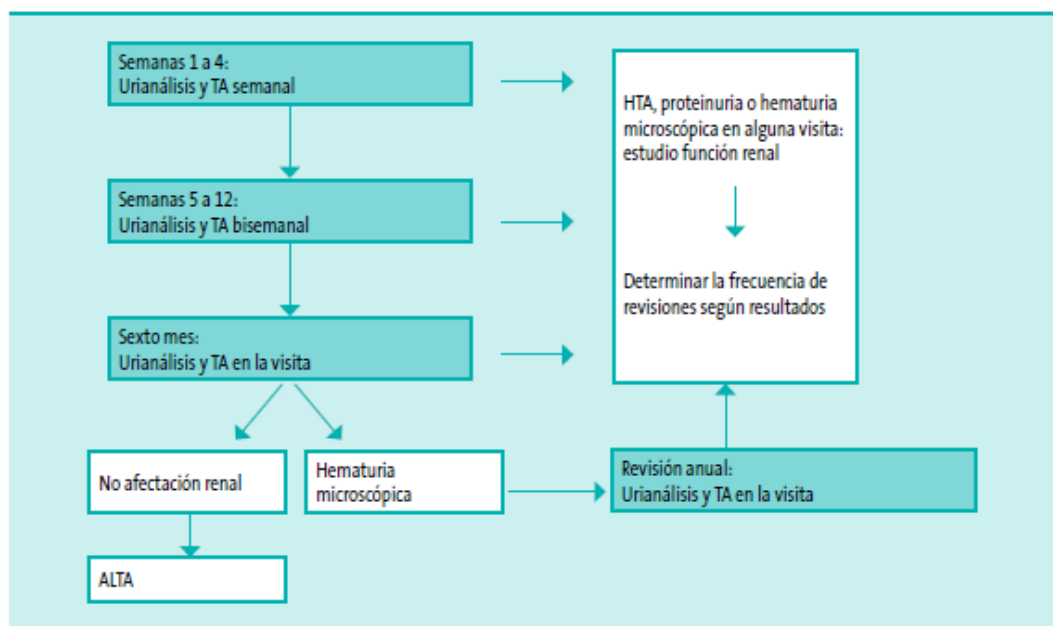 Semanas 1 a 4:
Urianálisis y TA semanal
HTA, proteinuria o hematuria
microscópica en alguna visita:
estudio función renal
Semanas 5 a 12:
Urianálisis y TA bisemanal
Determinar la frecuencia de
revisiones según resultados
Sexto mes:
Urianálisis y TA en la visita
No afectación renal
Hematuria
microscópica
Revisión anual:
Urianálisis y TA en la visita
ALTA